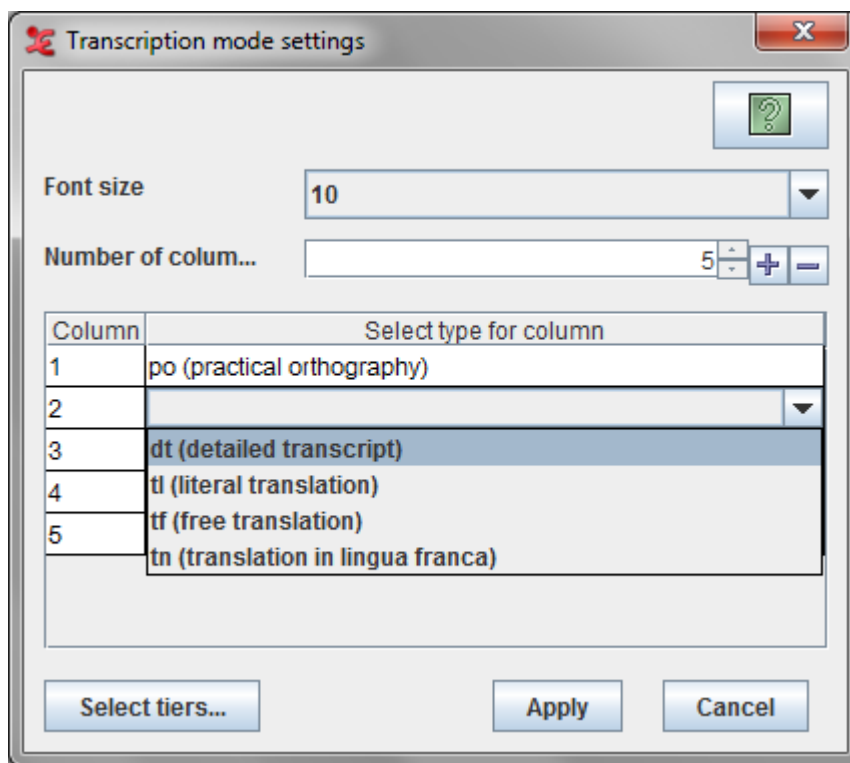 Transcription mode settings
Font size
10
Number of colum...
5
Column Select type for column
1 po (practical orthography)
2
3 dt (detailed transcript)
tl (literal translation)
4
tf (free translation)
5
tn (translation in lingua franca)
Select tiers... Apply Cancel